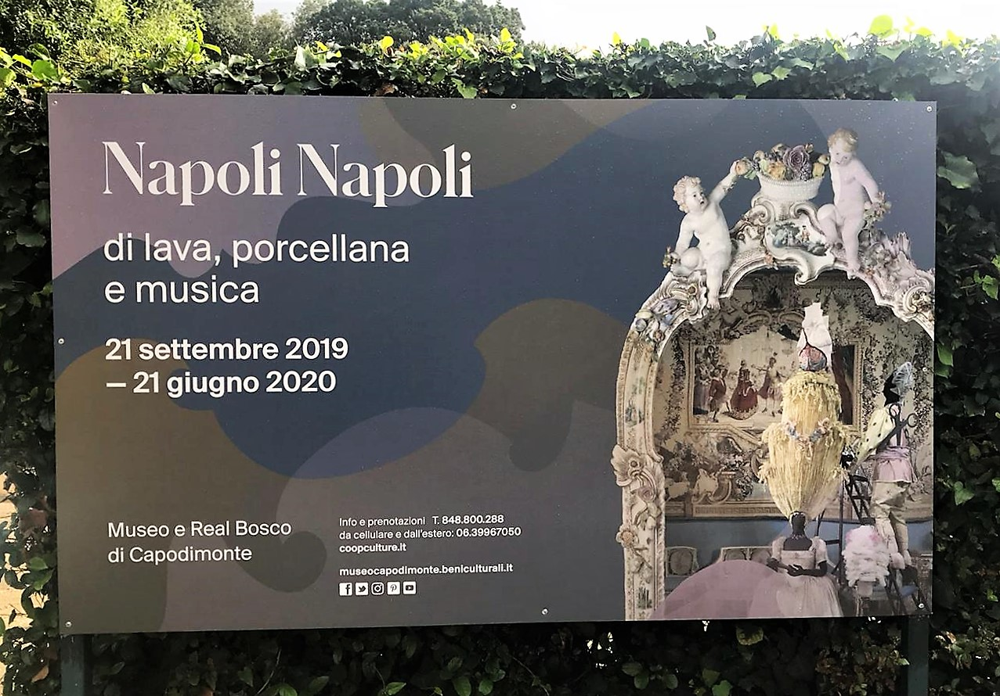 Napoli Napoli
di lava, porcellana
e musica
21 settembre 2019
– 21 giugno 2020
Museo e Real Bosco
di Capodimonte
Info e prenotazioni T. 848.800.288
da cellulare e dall'estero: 06.39967050
coopculture.it
museocapodimonte.beniculturali.it